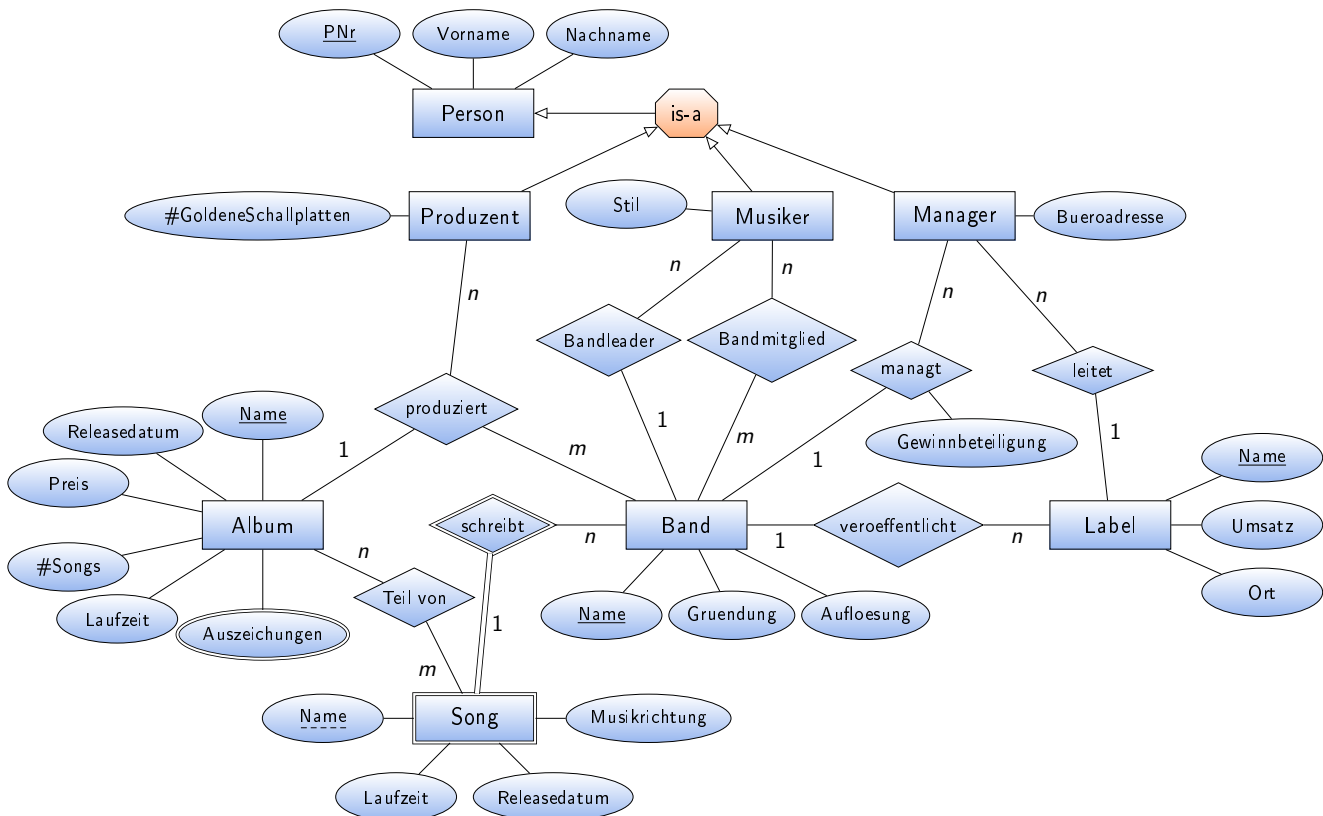 PNr
Vorname
Nachname
Person
is-a
#GoldeneSchallplatten
Produzent
Stil
Musiker
Manager
Bueroadresse
n
n
n
n
n
Bandleader
Bandmitglied
managt
leitet
produziert
Name
Releasedatum
1
m
1
1
m
1
Gewinnbeteiligung
Name
Preis
Album
schreibt
n
Band
1
veroeffentlicht
n
Label
Umsatz
#Songs
n
Teil von
Laufzeit
Auszeichungen
1
Name
Gruendung
Aufloesung
Ort
m
Name
Song
Musikrichtung
Laufzeit
Releasedatum